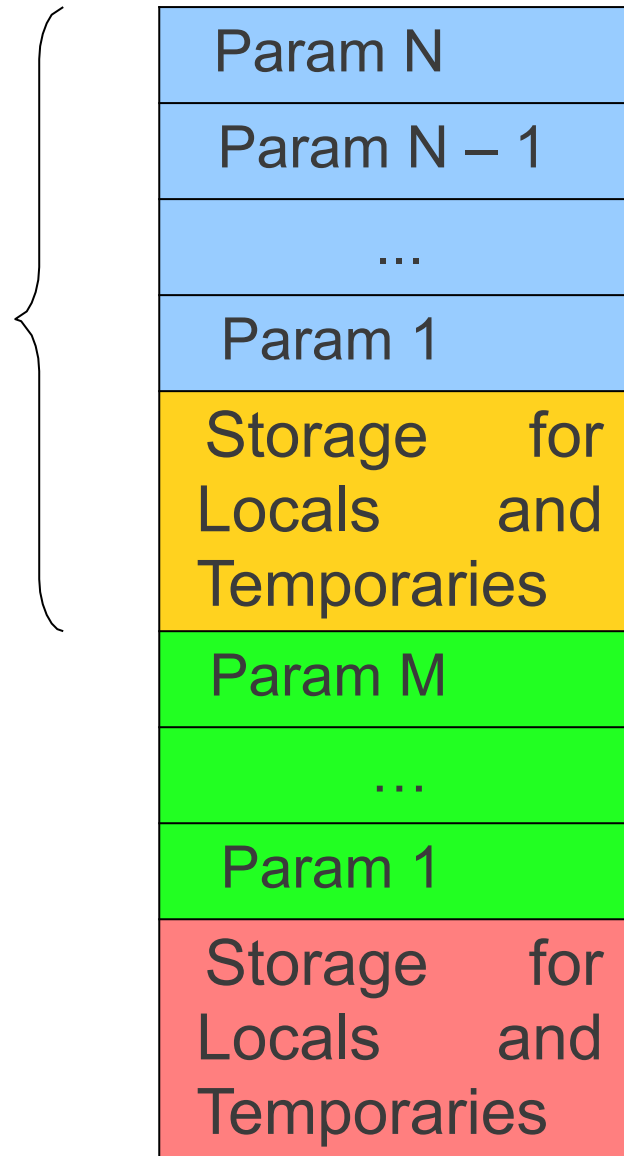 Param N
Param N – 1
...
Param 1
Storage for
Locals and
Temporaries
Param M
...
Param 1
Storage for
Locals and
Temporaries